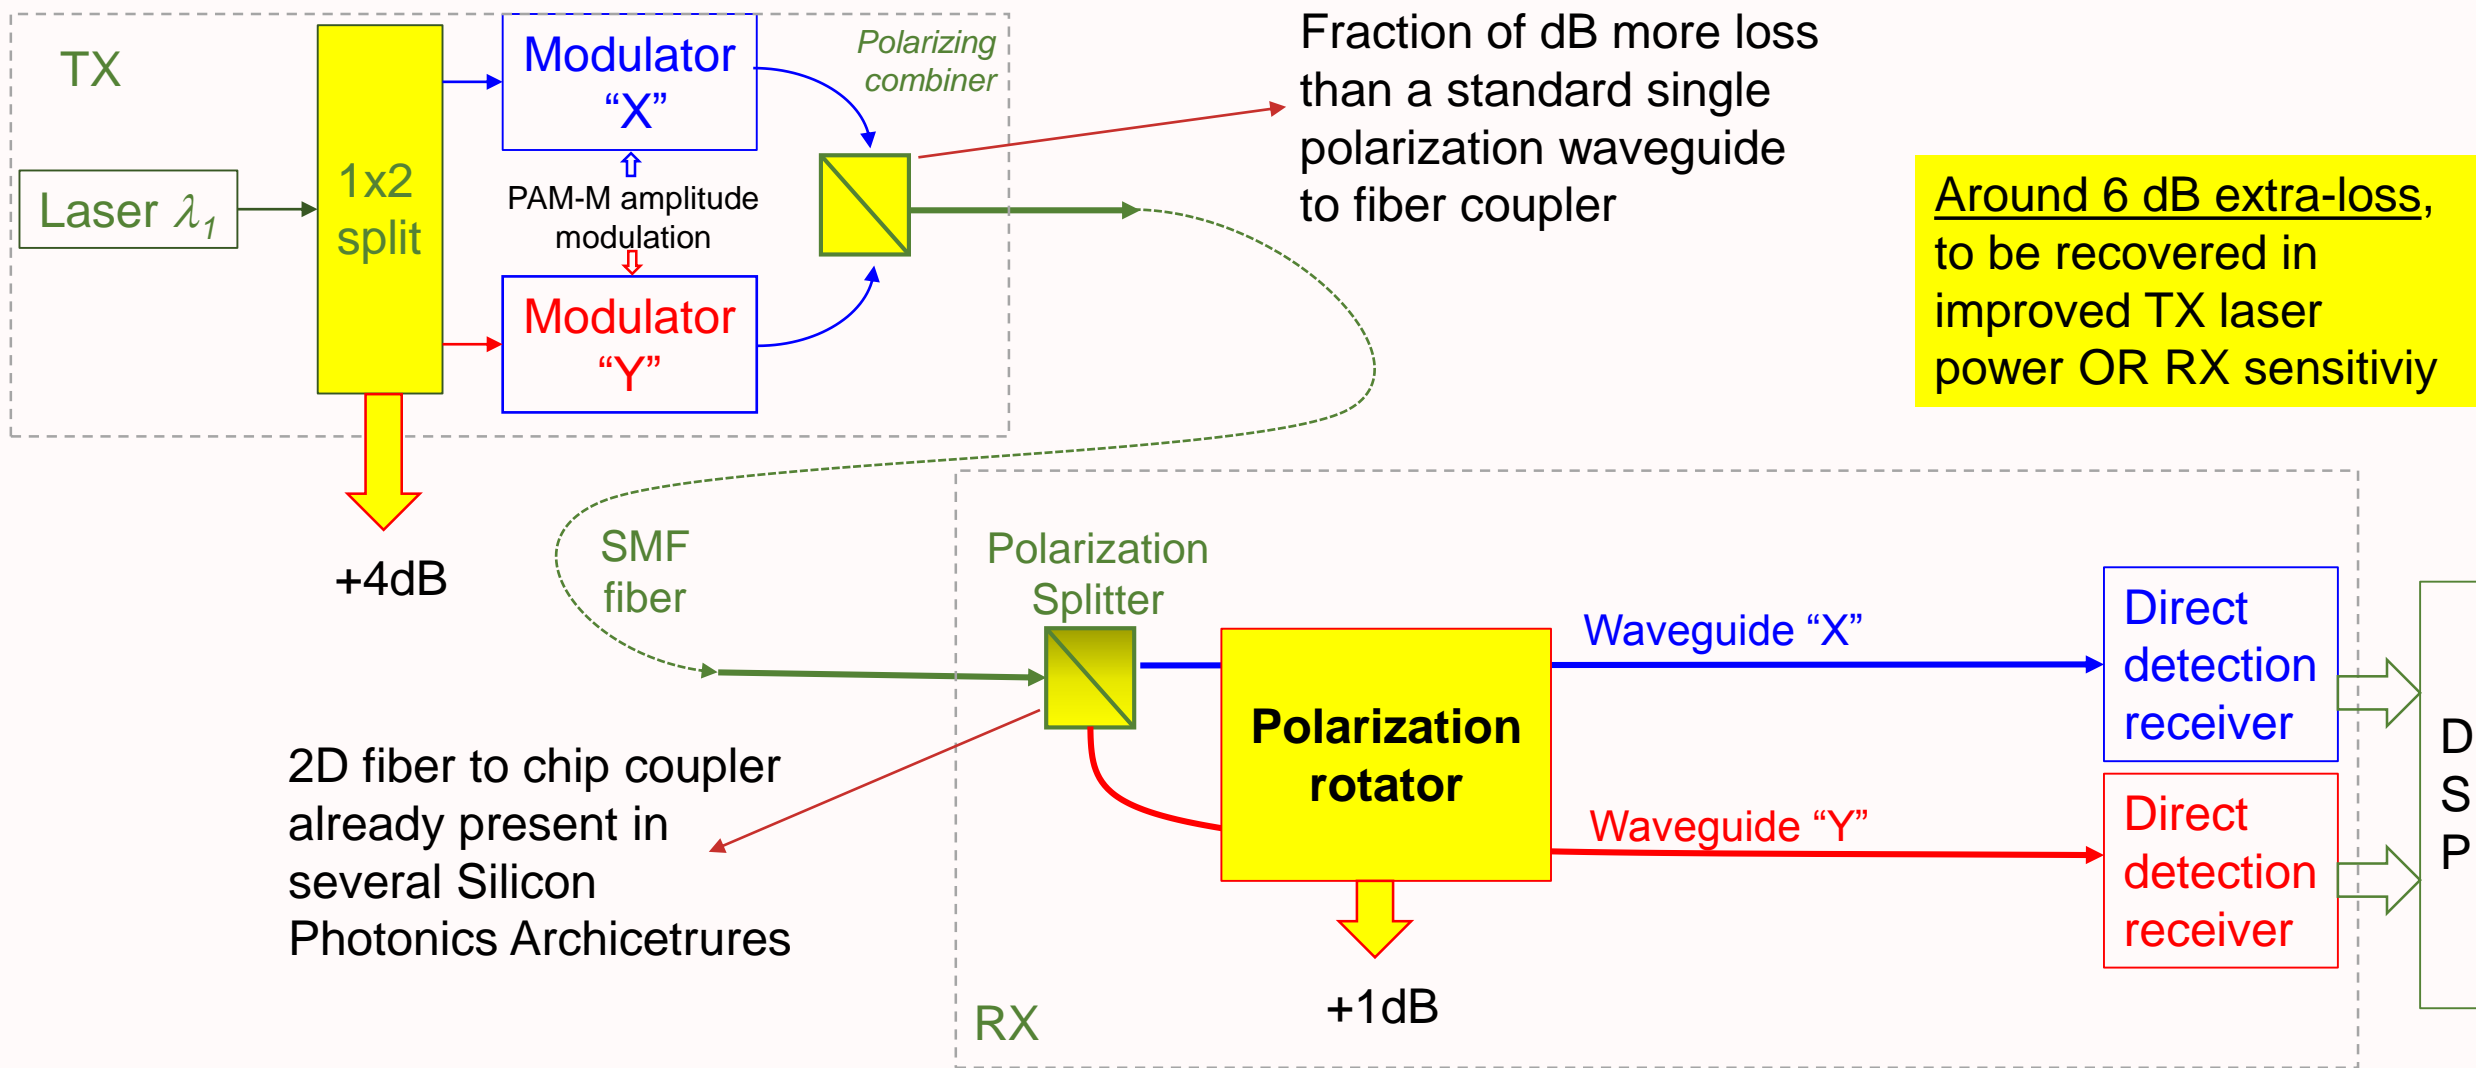 TX
Laser λ1
1x2
split
Modulator
“X”
PAM-M amplitude
modulation
Modulator
“Y”
Polarizing
combiner
+4dB
Fraction of dB more loss
than a standard single
polarization waveguide
to fiber coupler
Around 6 dB extra-loss,
to be recovered in
improved TX laser
power OR RX sensitiviy
SMF
fiber
Polarization
Splitter
2D fiber to chip coupler
already present in
several Silicon
Photonics Archicetrures
Polarization
rotator
+1dB
Waveguide “X”
Waveguide “Y”
Direct
detection
receiver
Direct
detection
receiver
D
S
P
RX